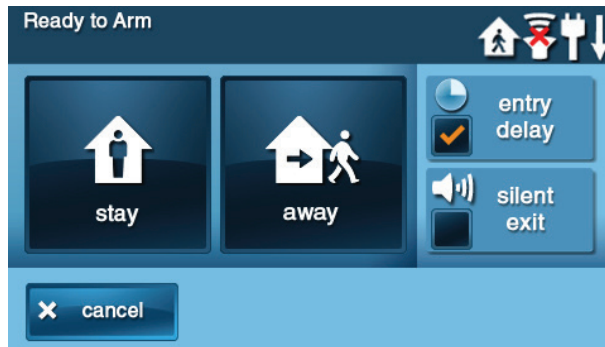 Ready to Arm
stay
away
entry
delay
silent
exit
cancel